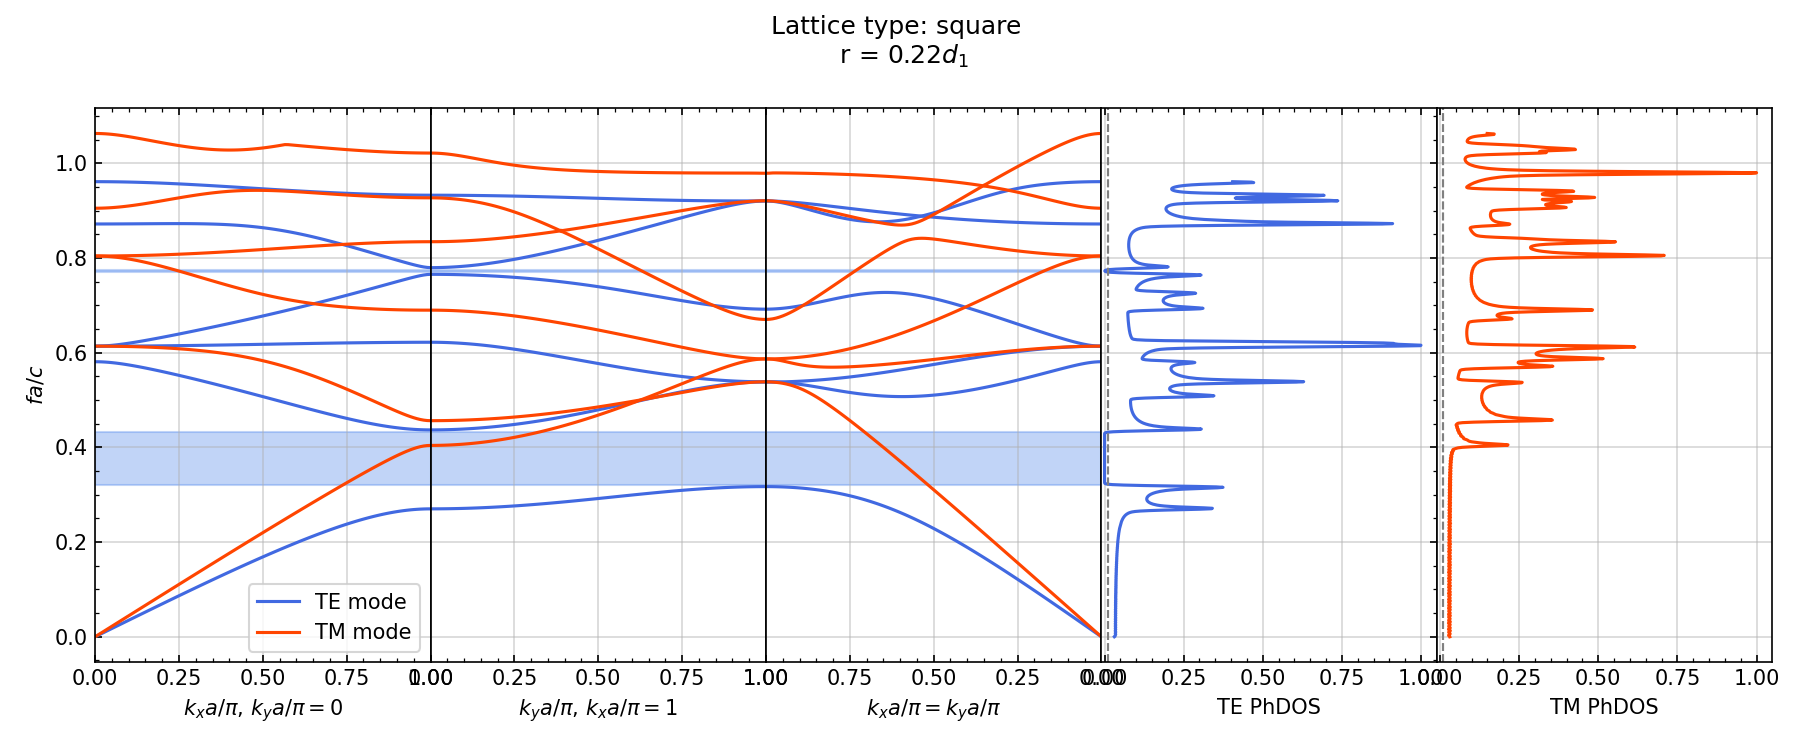 Lattice type: square
r = 0.22d₁
fa/c
1.0
0.8
0.6
0.4
0.2
0.0
TE mode
TM mode
0.00 0.25 0.50 0.75 1.00 0.00 0.25 0.50 0.75 1.00 1.00 0.75 0.50 0.25 0.00 0.00 0.25 0.50 0.75 1.00 0.00 0.25 0.50 0.75 1.00
kₓa/π, kᵧa/π = 0
kᵧa/π, kₓa/π = 1
kₓa/π = kᵧa/π
TE PhDOS
TM PhDOS